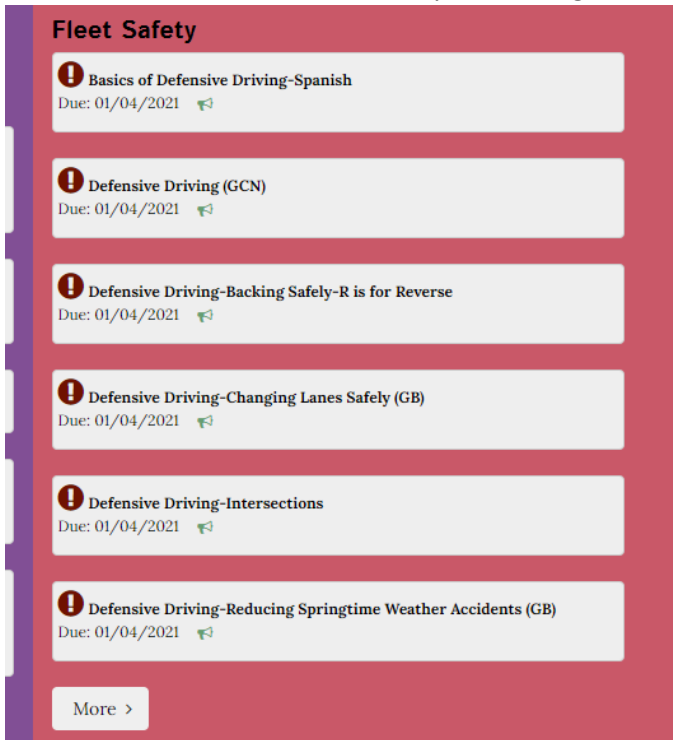 Fleet Safety
Basics of Defensive Driving-Spanish
Due: 01/04/2021
Defensive Driving (GCN)
Due: 01/04/2021
Defensive Driving-Backing Safely-R is for Reverse
Due: 01/04/2021
Defensive Driving-Changing Lanes Safely (GB)
Due: 01/04/2021
Defensive Driving-Intersections
Due: 01/04/2021
Defensive Driving-Reducing Springtime Weather Accidents (GB)
Due: 01/04/2021
More >